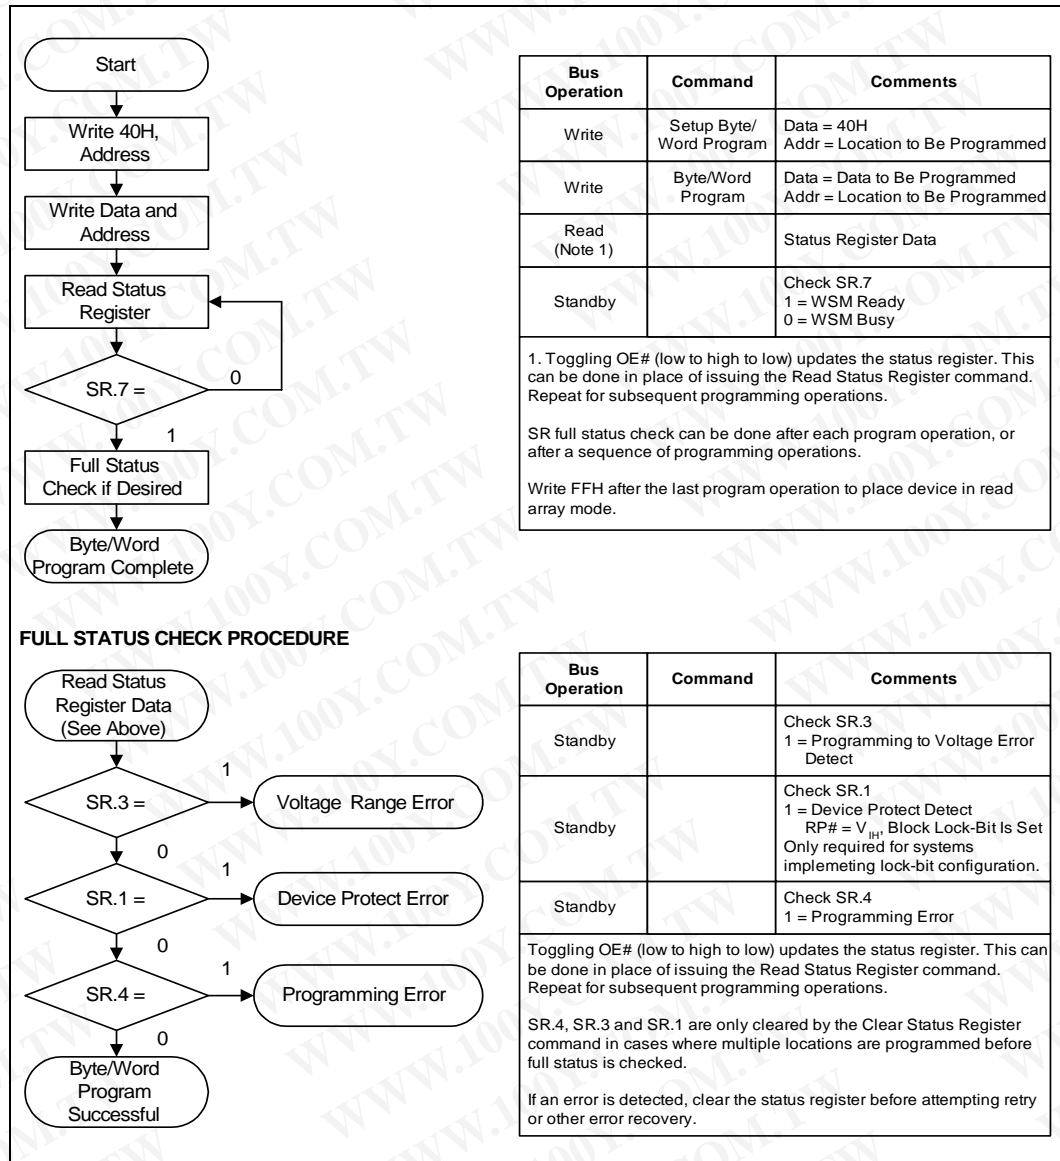 Start
Write 40H,
Address
Write Data and
Address
Read Status
Register
SR.7 =
0
1
Full Status
Check if Desired
Byte/Word
Program Complete
Bus
Operation
Command
Comments
Write
Setup Byte/
Word Program
Data = 40H
Addr = Location to Be Programmed
Write
Byte/Word
Program
Data = Data to Be Programmed
Addr = Location to Be Programmed
Read
(Note 1)
Status Register Data
Standby
Check SR.7
1 = WSM Ready
0 = WSM Busy
1. Toggling OE# (low to high to low) updates the status register. This
can be done in place of issuing the Read Status Register command.
Repeat for subsequent programming operations.
SR full status check can be done after each program operation, or
after a sequence of programming operations.
Write FFH after the last program operation to place device in read
array mode.
FULL STATUS CHECK PROCEDURE
Read Status
Register Data
(See Above)
SR.3 =
1
Voltage Range Error
0
SR.1 =
1
Device Protect Error
0
SR.4 =
1
Programming Error
0
Byte/Word
Program
Successful
Bus
Operation
Command
Comments
Standby
Check SR.3
1 = Programming to Voltage Error
Detect
Standby
Check SR.1
1 = Device Protect Detect
RP# = VIH, Block Lock-Bit Is Set
Only required for systems
implemeting lock-bit configuration.
Standby
Check SR.4
1 = Programming Error
Toggling OE# (low to high to low) updates the status register. This can
be done in place of issuing the Read Status Register command.
Repeat for subsequent programming operations.
SR.4, SR.3 and SR.1 are only cleared by the Clear Status Register
command in cases where multiple locations are programmed before
full status is checked.
If an error is detected, clear the status register before attempting retry
or other error recovery.
WWW.100Y.COM.TW